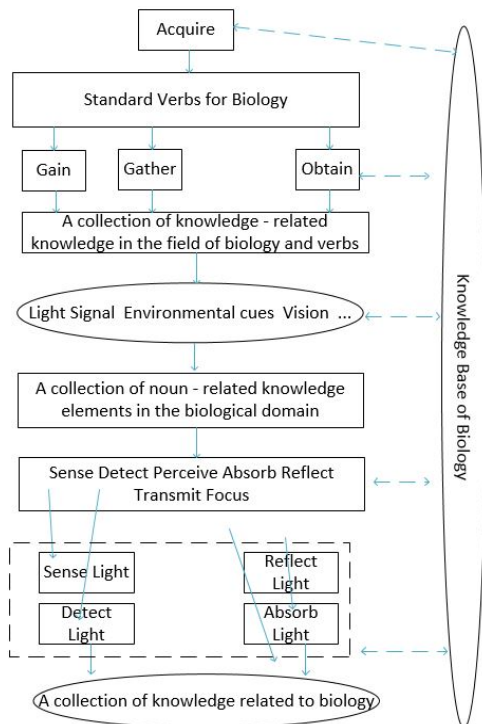 Acquire
Standard Verbs for Biology
Gain
Gather
Obtain
A collection of knowledge - related
knowledge in the field of biology and verbs
Light Signal Environmental cues Vision ...
A collection of noun - related knowledge
elements in the biological domain
Sense Detect Perceive Absorb Reflect
Transmit Focus
Sense Light
Reflect
Light
Detect
Light
Absorb
Light
A collection of knowledge related to biology
Knowledge Base of Biology